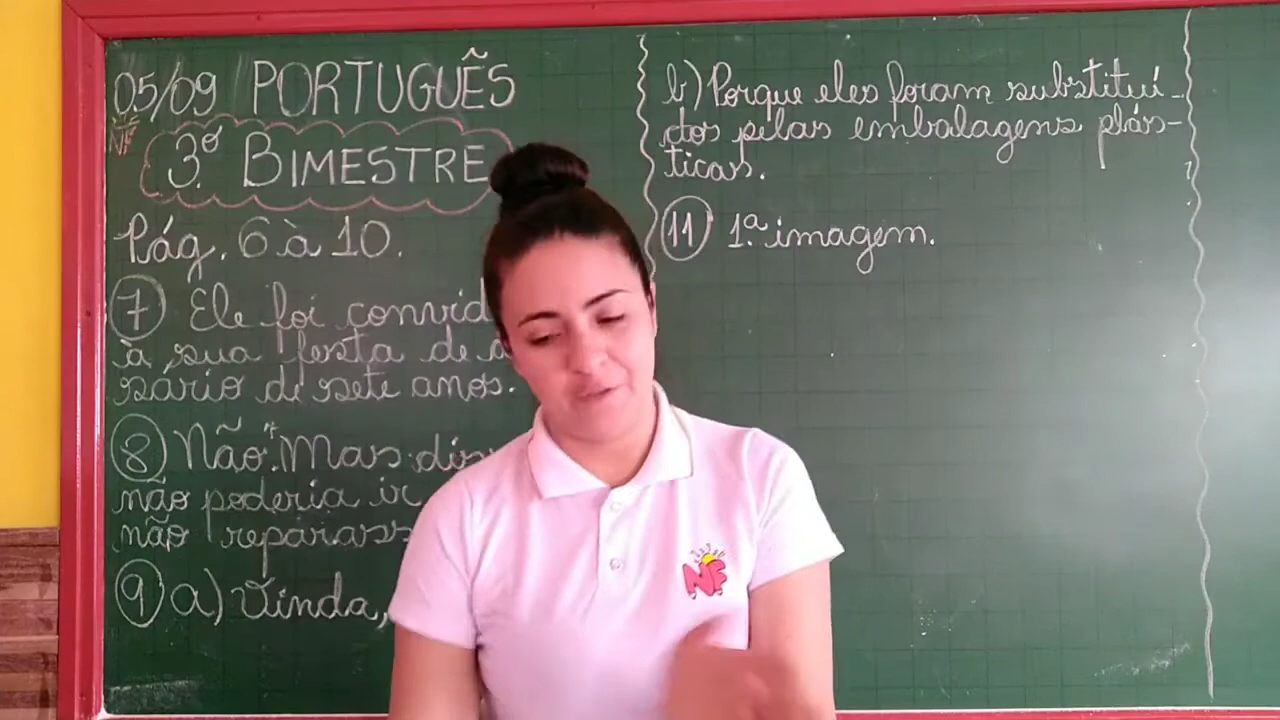 05/09 PORTUGUÊS
NF
3º BIMESTRE
Pág. 6 à 10.
7 Ele foi convid
à sua festa de a
sário de sete anos.
8 Não. Mas dis
não poderia ir
não reparass
9 a) Vinda,
b) Porque eles foram substituí-
dos pelas embalagens plás-
ticas.
11 1ª imagem.
NF